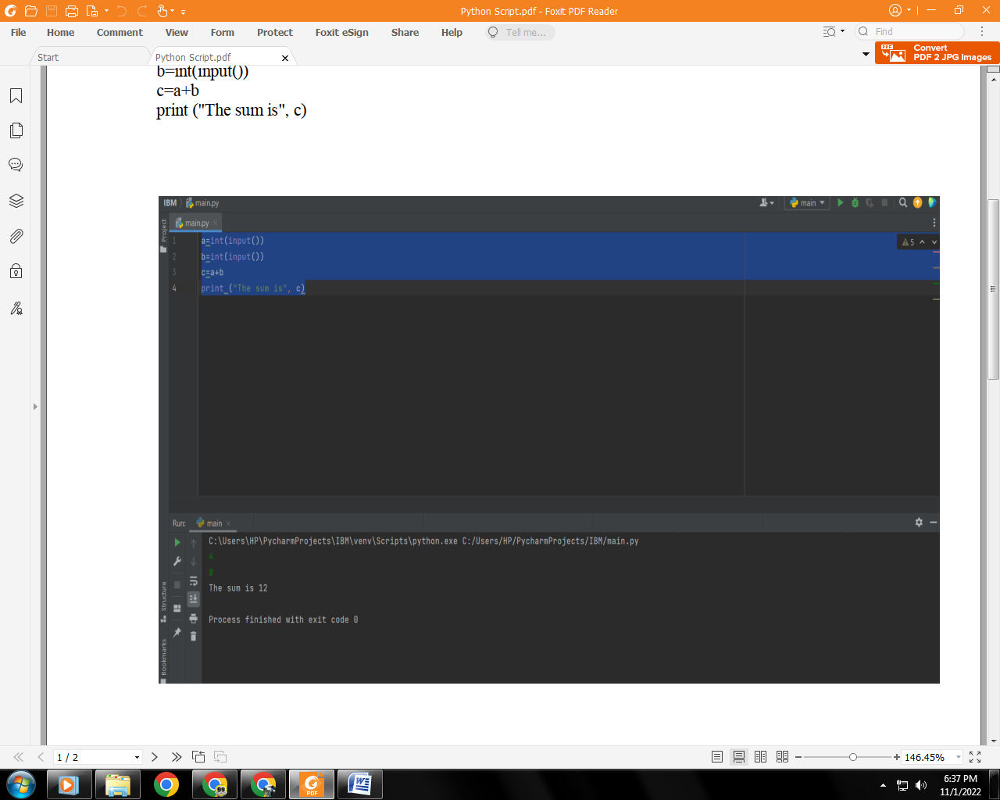 Python Script.pdf - Foxit PDF Reader
File Home Comment View Form Protect Foxit eSign Share Help Tell me... Find
Start
Python Script.pdf
Convert
PDF 2 JPG Images
b=int(input())
c=a+b
print ("The sum is", c)
IBM main.py
main
Project
main.py
5
1 a=int(input())
2 b=int(input())
3 c=a+b
4 print ("The sum is", c)
Run: main
C:\Users\HP\PycharmProjects\IBM\venv\Scripts\python.exe C:/Users/HP/PycharmProjects/IBM/main.py
4
8
The sum is 12
Process finished with exit code 0
Structure
Bookmarks
1 / 2
146.45%
99
PDF
6:37 PM
11/1/2022